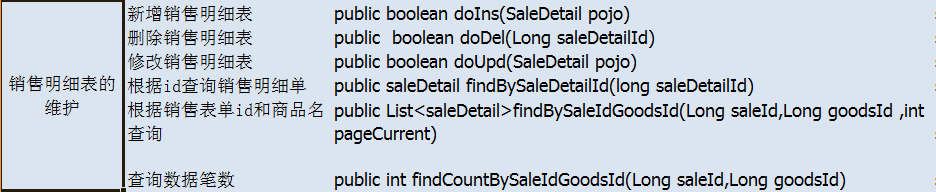 销售明细表的
维护
新增销售明细表 public boolean doIns(SaleDetail pojo)
删除销售明细表 public  boolean doDel(Long saleDetailId)
修改销售明细表 public boolean doUpd(SaleDetail pojo)
根据id查询销售明细单 public saleDetail findBySaleDetailId(long saleDetailId)
根据销售表单id和商品名 public List<saleDetail>findBySaleIdGoodsId(Long saleId,Long goodsId ,int
查询 pageCurrent)
查询数据笔数 public int findCountBySaleIdGoodsId(Long saleId,Long goodsId)